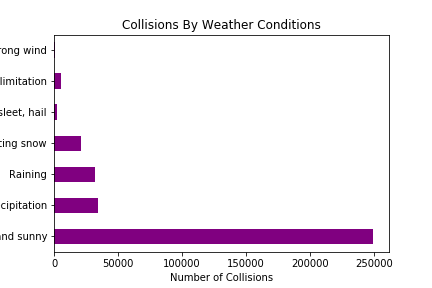 Collisions By Weather Conditions
rong wind
limitation
sleet, hail
ing snow
Raining
cipitation
and sunny
0 50000 100000 150000 200000 250000
Number of Collisions